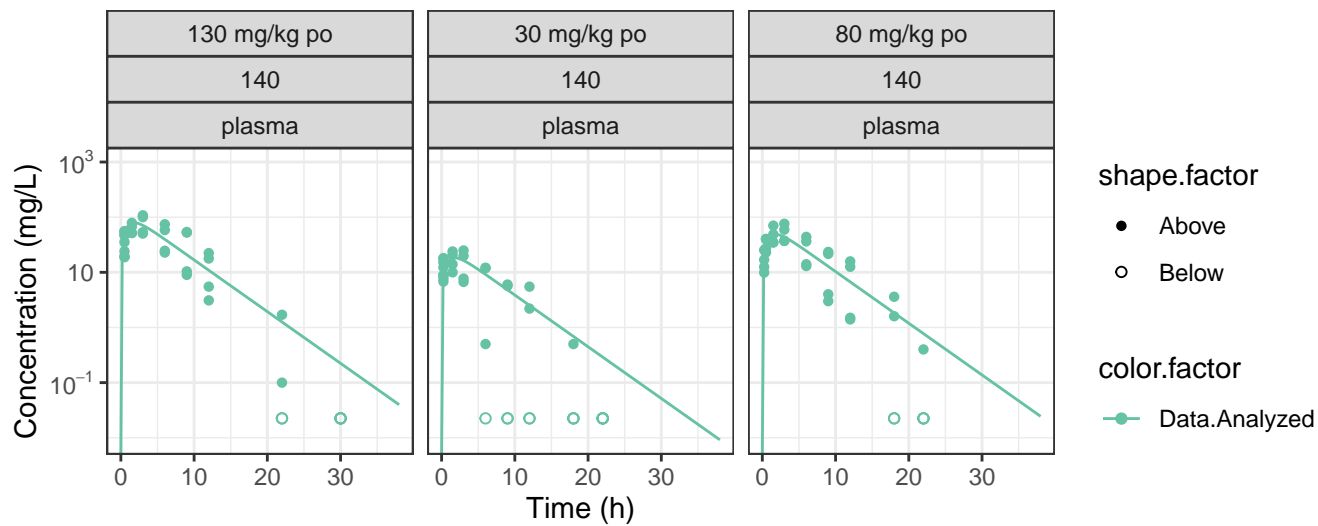 130 mg/kg po
30 mg/kg po
80 mg/kg po
140
140
140
plasma
plasma
plasma
Concentration (mg/L)
10³
10
10⁻¹
0 10 20 30
0 10 20 30
0 10 20 30
Time (h)
shape.factor
Above
Below
color.factor
Data.Analyzed